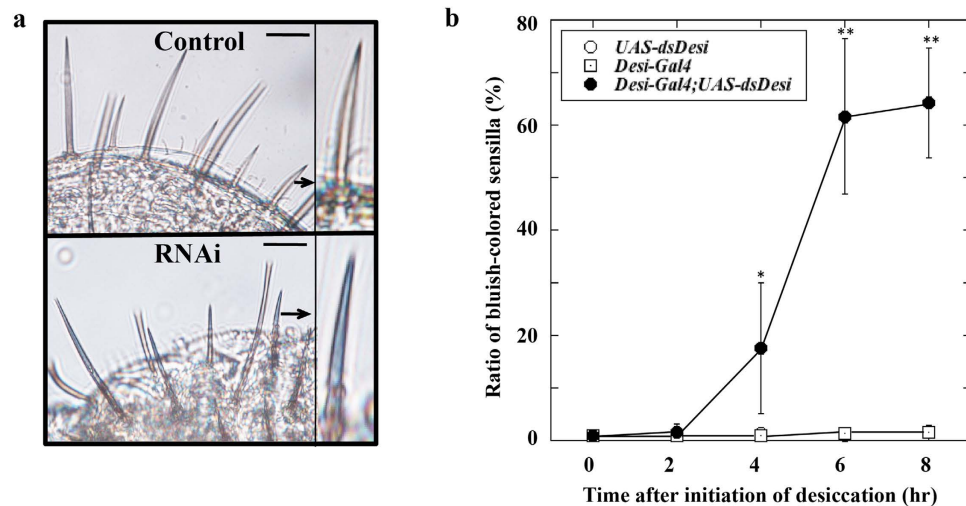 a
Control
RNAi
b
Ratio of bluish-colored sensilla (%)
80
60
40
20
0
UAS-dsDesi
Desi-Gal4
Desi-Gal4;UAS-dsDesi
*
**
**
0 2 4 6 8
Time after initiation of desiccation (hr)